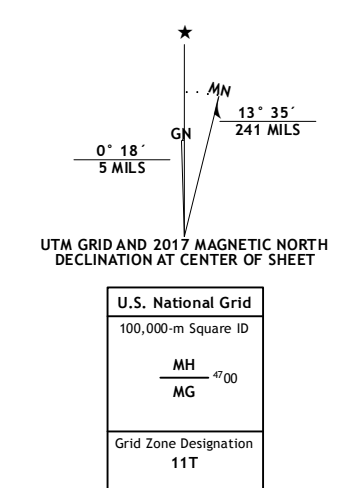 ★
MN
13° 35´
241 MILS
GN
0° 18´
5 MILS
UTM GRID AND 2017 MAGNETIC NORTH
DECLINATION AT CENTER OF SHEET
U.S. National Grid
100,000-m Square ID
MH
4700
MG
Grid Zone Designation
11T